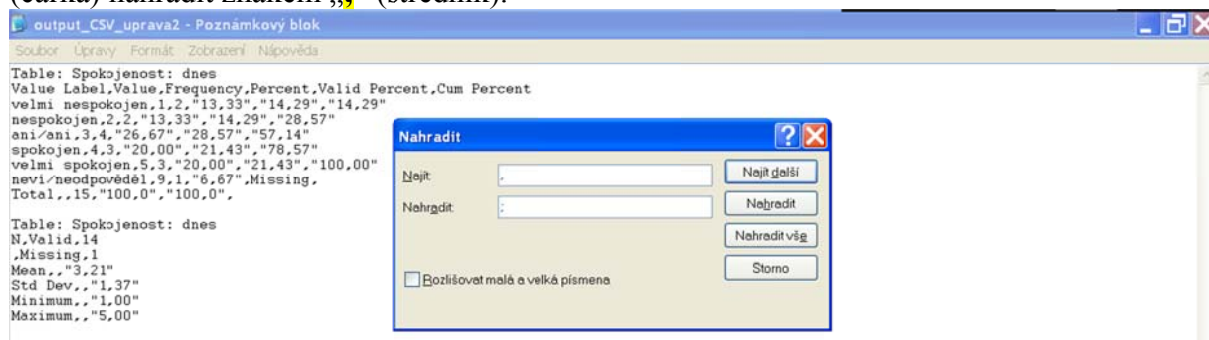 (čárka) nahradit znakem „;“ (středník).
output_CSV_uprava2 - Poznámkový blok
Soubor Úpravy Formát Zobrazení Nápověda
Table: Spokojenost: dnes
Value Label,Value,Frequency,Percent,Valid Percent,Cum Percent
velmi nespokojen,1,2,"13,33","14,29","14,29"
nespokojen,2,2,"13,33","14,29","28,57"
ani/ani,3,4,"26,67","28,57","57,14"
spokojen,4,3,"20,00","21,43","78,57"
velmi spokojen,5,3,"20,00","21,43","100,00"
neví/neodpověděl,9,1,"6,67",Missing,
Total,,15,"100,0","100,0",
Table: Spokojenost: dnes
N,Valid,14
,Missing,1
Mean,,"3,21"
Std Dev,,"1,37"
Minimum,,"1,00"
Maximum,,"5,00"
Nahradit
Najít: ,
Najít další
Nahradit: ;
Nahradit
Nahradit vše
Storno
Rozlišovat malá a velká písmena